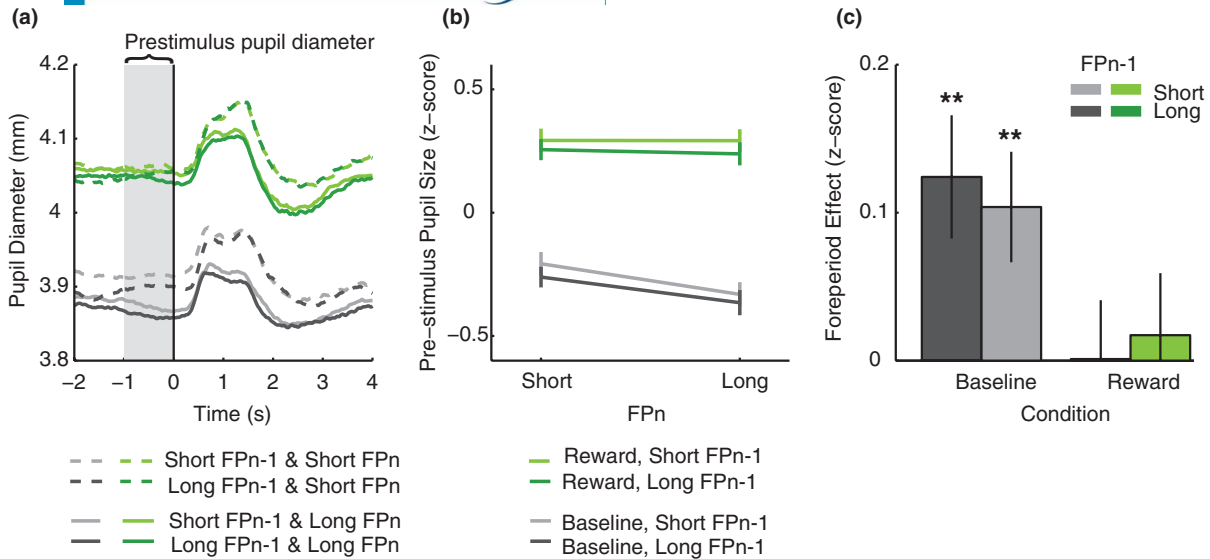 (a)
Prestimulus pupil diameter
4.2
4.1
4
3.9
3.8
Pupil Diameter (mm)
−2 −1 0 1 2 3 4
Time (s)
Short FPn-1 & Short FPn
Long FPn-1 & Short FPn
Short FPn-1 & Long FPn
Long FPn-1 & Long FPn
(b)
0.5
0
−0.5
Pre-stimulus Pupil Size (z-score)
Short Long
FPn
Reward, Short FPn-1
Reward, Long FPn-1
Baseline, Short FPn-1
Baseline, Long FPn-1
(c)
0.2
0.1
0
Foreperiod Effect (z-score)
FPn-1
Short
Long
**
**
Baseline Reward
Condition